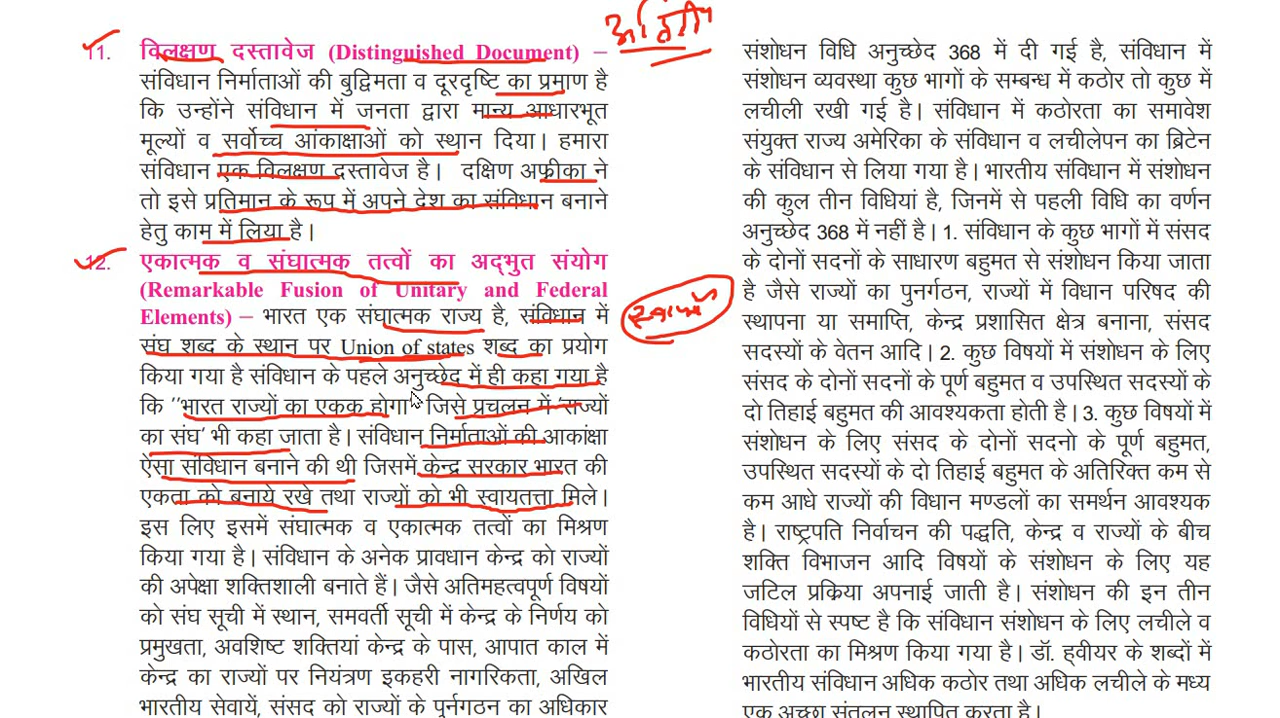 अद्वितीय
11. विलक्षण दस्तावेज (Distinguished Document) –
संविधान निर्माताओं की बुद्विमता व दूरदृष्टि का प्रमाण है
कि उन्होंने संविधान में जनता द्वारा मान्य आधारभूत
मूल्यों व सर्वोच्च आंकाक्षाओं को स्थान दिया। हमारा
संविधान एक विलक्षण दस्तावेज है। दक्षिण अफ्रीका ने
तो इसे प्रतिमान के रूप में अपने देश का संविधान बनाने
हेतु काम में लिया है।
12. एकात्मक व संघात्मक तत्वों का अद्भुत संयोग
(Remarkable Fusion of Unitary and Federal
Elements) – भारत एक संघात्मक राज्य है, संविधान में
संघ शब्द के स्थान पर Union of states शब्द का प्रयोग
किया गया है संविधान के पहले अनुच्छेद में ही कहा गया है
कि ''भारत राज्यों का एकक होगा' जिसे प्रचलन में 'राज्यों
का संघ' भी कहा जाता है। संविधान निर्माताओं की आकांक्षा
ऐसा संविधान बनाने की थी जिसमें केन्द्र सरकार भारत की
एकता को बनाये रखे तथा राज्यों को भी स्वायतत्ता मिले।
इस लिए इसमें संघात्मक व एकात्मक तत्वों का मिश्रण
किया गया है। संविधान के अनेक प्रावधान केन्द्र को राज्यों
की अपेक्षा शक्तिशाली बनाते हैं। जैसे अतिमहत्वपूर्ण विषयों
को संघ सूची में स्थान, समवर्ती सूची में केन्द्र के निर्णय को
प्रमुखता, अवशिष्ट शक्तियां केन्द्र के पास, आपात काल में
केन्द्र का राज्यों पर नियंत्रण इकहरी नागरिकता, अखिल
भारतीय सेवायें, संसद को राज्यों के पुर्नगठन का अधिकार
संशोधन विधि अनुच्छेद 368 में दी गई है, संविधान में
संशोधन व्यवस्था कुछ भागों के सम्बन्ध में कठोर तो कुछ में
लचीली रखी गई है। संविधान में कठोरता का समावेश
संयुक्त राज्य अमेरिका के संविधान व लचीलेपन का ब्रिटेन
के संविधान से लिया गया है। भारतीय संविधान में संशोधन
की कुल तीन विधियां है, जिनमें से पहली विधि का वर्णन
अनुच्छेद 368 में नहीं है। 1. संविधान के कुछ भागों में संसद
के दोनों सदनों के साधारण बहुमत से संशोधन किया जाता
है जैसे राज्यों का पुनर्गठन, राज्यों में विधान परिषद की
स्थापना या समाप्ति, केन्द्र प्रशासित क्षेत्र बनाना, संसद
सदस्यों के वेतन आदि। 2. कुछ विषयों में संशोधन के लिए
संसद के दोनों सदनों के पूर्ण बहुमत व उपस्थित सदस्यों के
दो तिहाई बहुमत की आवश्यकता होती है। 3. कुछ विषयों में
संशोधन के लिए संसद के दोनों सदनो के पूर्ण बहुमत,
उपस्थित सदस्यों के दो तिहाई बहुमत के अतिरिक्त कम से
कम आधे राज्यों की विधान मण्डलों का समर्थन आवश्यक
है। राष्ट्रपति निर्वाचन की पद्धति, केन्द्र व राज्यों के बीच
शक्ति विभाजन आदि विषयों के संशोधन के लिए यह
जटिल प्रक्रिया अपनाई जाती है। संशोधन की इन तीन
विधियों से स्पष्ट है कि संविधान संशोधन के लिए लचीले व
कठोरता का मिश्रण किया गया है। डॉ. ह्वीयर के शब्दों में
भारतीय संविधान अधिक कठोर तथा अधिक लचीले के मध्य
एक अच्छा संतुलन स्थापित करता है।